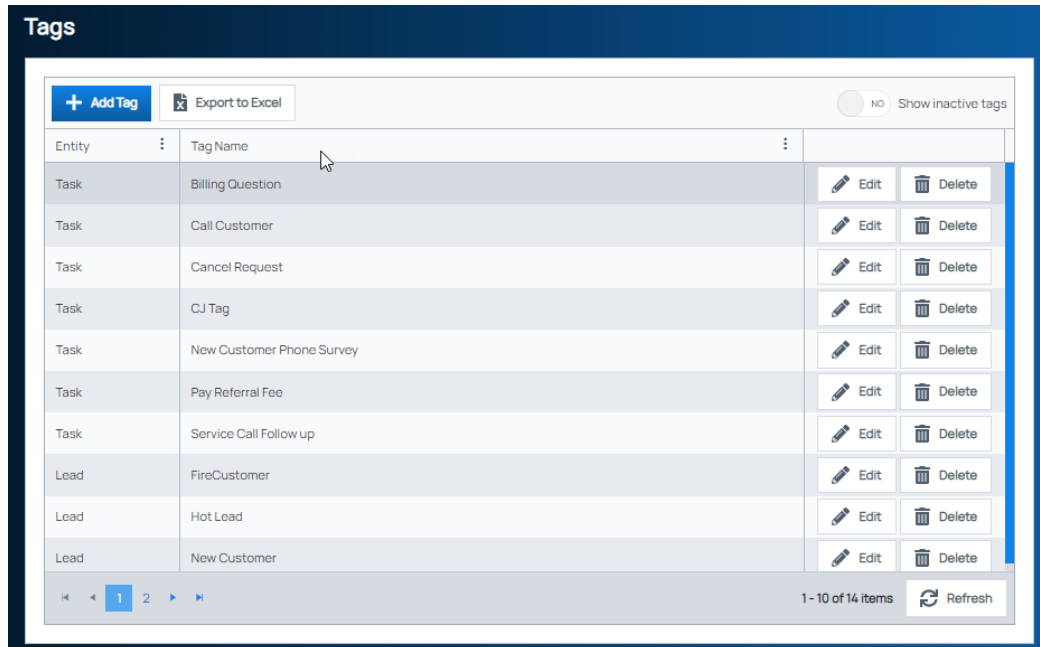 Tags
Add Tag Export to Excel NO Show inactive tags
Entity Tag Name
Task Billing Question Edit Delete
Task Call Customer Edit Delete
Task Cancel Request Edit Delete
Task CJ Tag Edit Delete
Task New Customer Phone Survey Edit Delete
Task Pay Referral Fee Edit Delete
Task Service Call Follow up Edit Delete
Lead FireCustomer Edit Delete
Lead Hot Lead Edit Delete
Lead New Customer Edit Delete
1 2 1 - 10 of 14 items Refresh